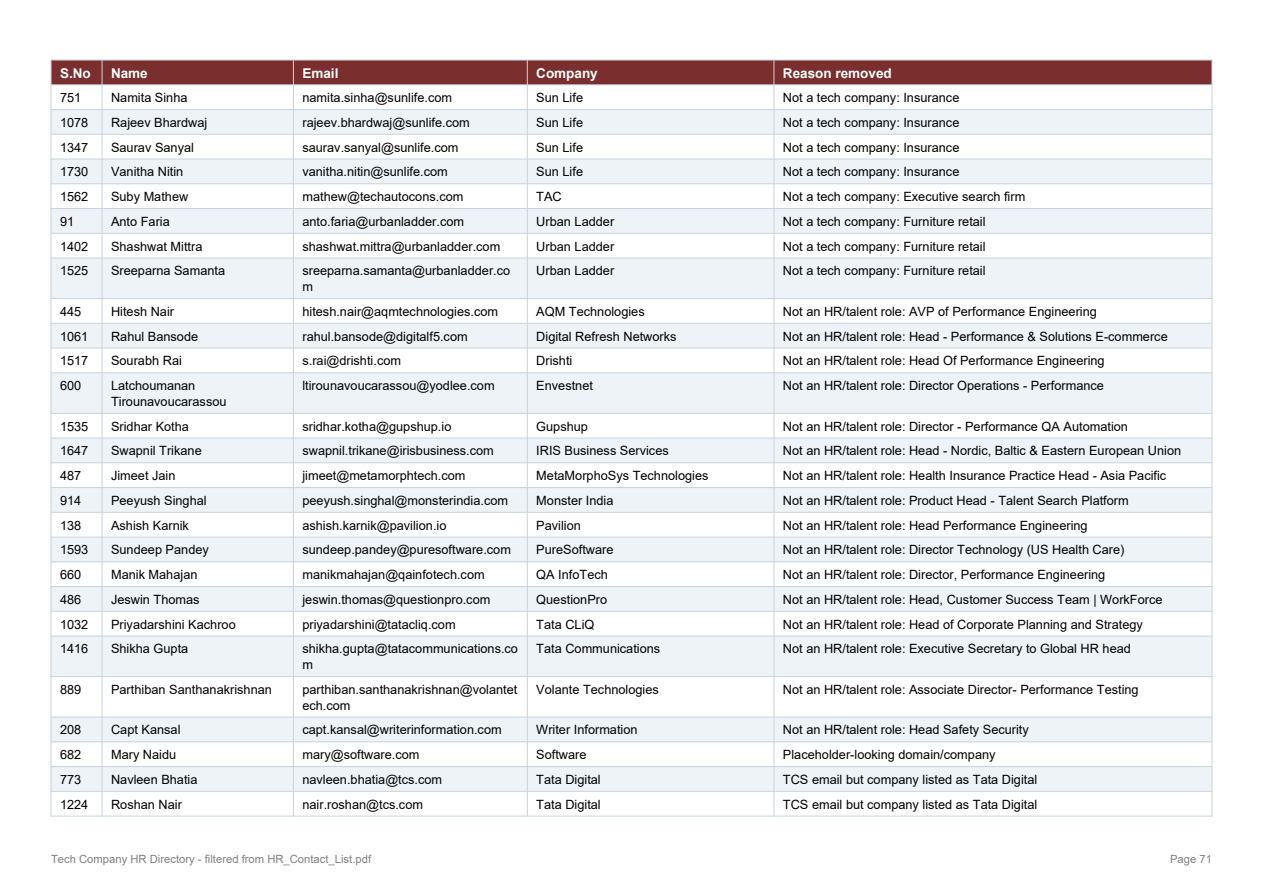 S.No Name Email Company Reason removed
751 Namita Sinha namita.sinha@sunlife.com Sun Life Not a tech company: Insurance
1078 Rajeev Bhardwaj rajeev.bhardwaj@sunlife.com Sun Life Not a tech company: Insurance
1347 Saurav Sanyal saurav.sanyal@sunlife.com Sun Life Not a tech company: Insurance
1730 Vanitha Nitin vanitha.nitin@sunlife.com Sun Life Not a tech company: Insurance
1562 Suby Mathew mathew@techautocons.com TAC Not a tech company: Executive search firm
91 Anto Faria anto.faria@urbanladder.com Urban Ladder Not a tech company: Furniture retail
1402 Shashwat Mittra shashwat.mittra@urbanladder.com Urban Ladder Not a tech company: Furniture retail
1525 Sreeparna Samanta sreeparna.samanta@urbanladder.co Urban Ladder Not a tech company: Furniture retail
m
445 Hitesh Nair hitesh.nair@aqmtechnologies.com AQM Technologies Not an HR/talent role: AVP of Performance Engineering
1061 Rahul Bansode rahul.bansode@digitalf5.com Digital Refresh Networks Not an HR/talent role: Head - Performance & Solutions E-commerce
1517 Sourabh Rai s.rai@drishti.com Drishti Not an HR/talent role: Head Of Performance Engineering
600 Latchoumanan ltirounavoucarassou@yodlee.com Envestnet Not an HR/talent role: Director Operations - Performance
Tirounavoucarassou
1535 Sridhar Kotha sridhar.kotha@gupshup.io Gupshup Not an HR/talent role: Director - Performance QA Automation
1647 Swapnil Trikane swapnil.trikane@irisbusiness.com IRIS Business Services Not an HR/talent role: Head - Nordic, Baltic & Eastern European Union
487 Jimeet Jain jimeet@metamorphtech.com MetaMorphoSys Technologies Not an HR/talent role: Health Insurance Practice Head - Asia Pacific
914 Peeyush Singhal peeyush.singhal@monsterindia.com Monster India Not an HR/talent role: Product Head - Talent Search Platform
138 Ashish Karnik ashish.karnik@pavilion.io Pavilion Not an HR/talent role: Head Performance Engineering
1593 Sundeep Pandey sundeep.pandey@puresoftware.com PureSoftware Not an HR/talent role: Director Technology (US Health Care)
660 Manik Mahajan manikmahajan@qainfotech.com QA InfoTech Not an HR/talent role: Director, Performance Engineering
486 Jeswin Thomas jeswin.thomas@questionpro.com QuestionPro Not an HR/talent role: Head, Customer Success Team | WorkForce
1032 Priyadarshini Kachroo priyadarshini@tatacliq.com Tata CLiQ Not an HR/talent role: Head of Corporate Planning and Strategy
1416 Shikha Gupta shikha.gupta@tatacommunications.co Tata Communications Not an HR/talent role: Executive Secretary to Global HR head
m
889 Parthiban Santhanakrishnan parthiban.santhanakrishnan@volantet Volante Technologies Not an HR/talent role: Associate Director- Performance Testing
ech.com
208 Capt Kansal capt.kansal@writerinformation.com Writer Information Not an HR/talent role: Head Safety Security
682 Mary Naidu mary@software.com Software Placeholder-looking domain/company
773 Navleen Bhatia navleen.bhatia@tcs.com Tata Digital TCS email but company listed as Tata Digital
1224 Roshan Nair nair.roshan@tcs.com Tata Digital TCS email but company listed as Tata Digital
Tech Company HR Directory - filtered from HR_Contact_List.pdf Page 71